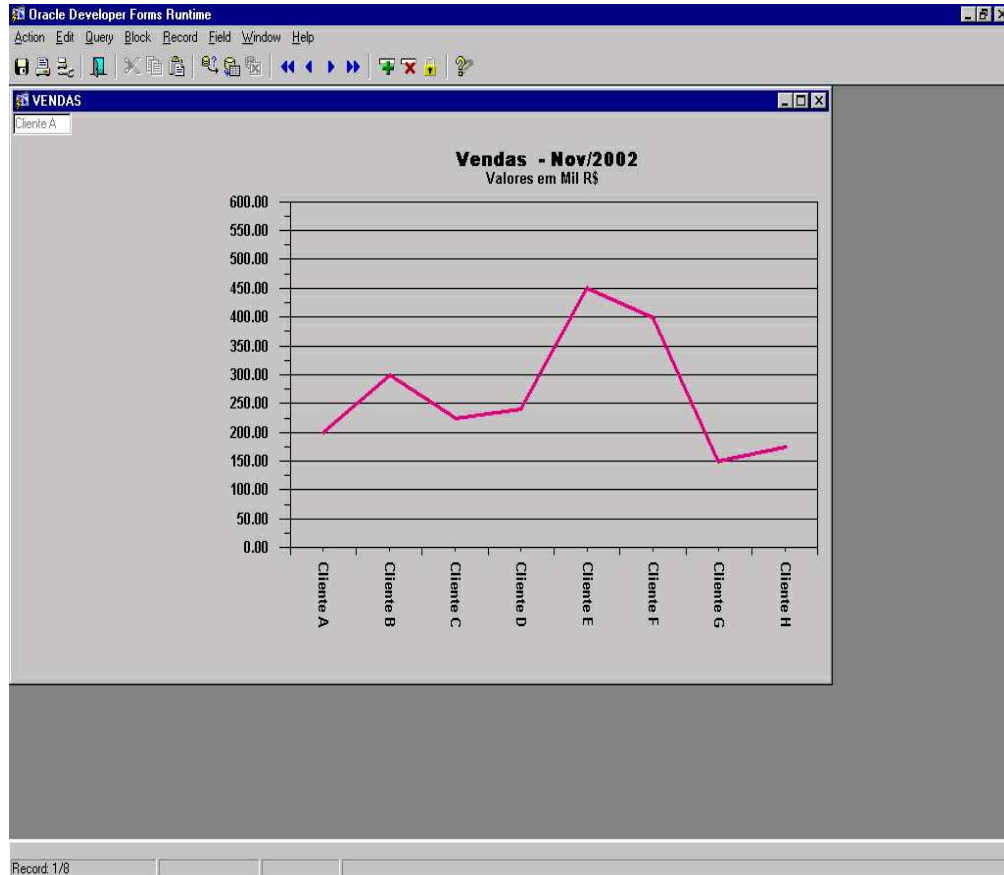 Oracle Developer Forms Runtime
Action Edit Query Block Record Field Window Help
VENDAS
Cliente A
Vendas - Nov/2002
Valores em Mil R$
600.00
550.00
500.00
450.00
400.00
350.00
300.00
250.00
200.00
150.00
100.00
50.00
0.00
Cliente A
Cliente B
Cliente C
Cliente D
Cliente E
Cliente F
Cliente G
Cliente H
Record: 1/8